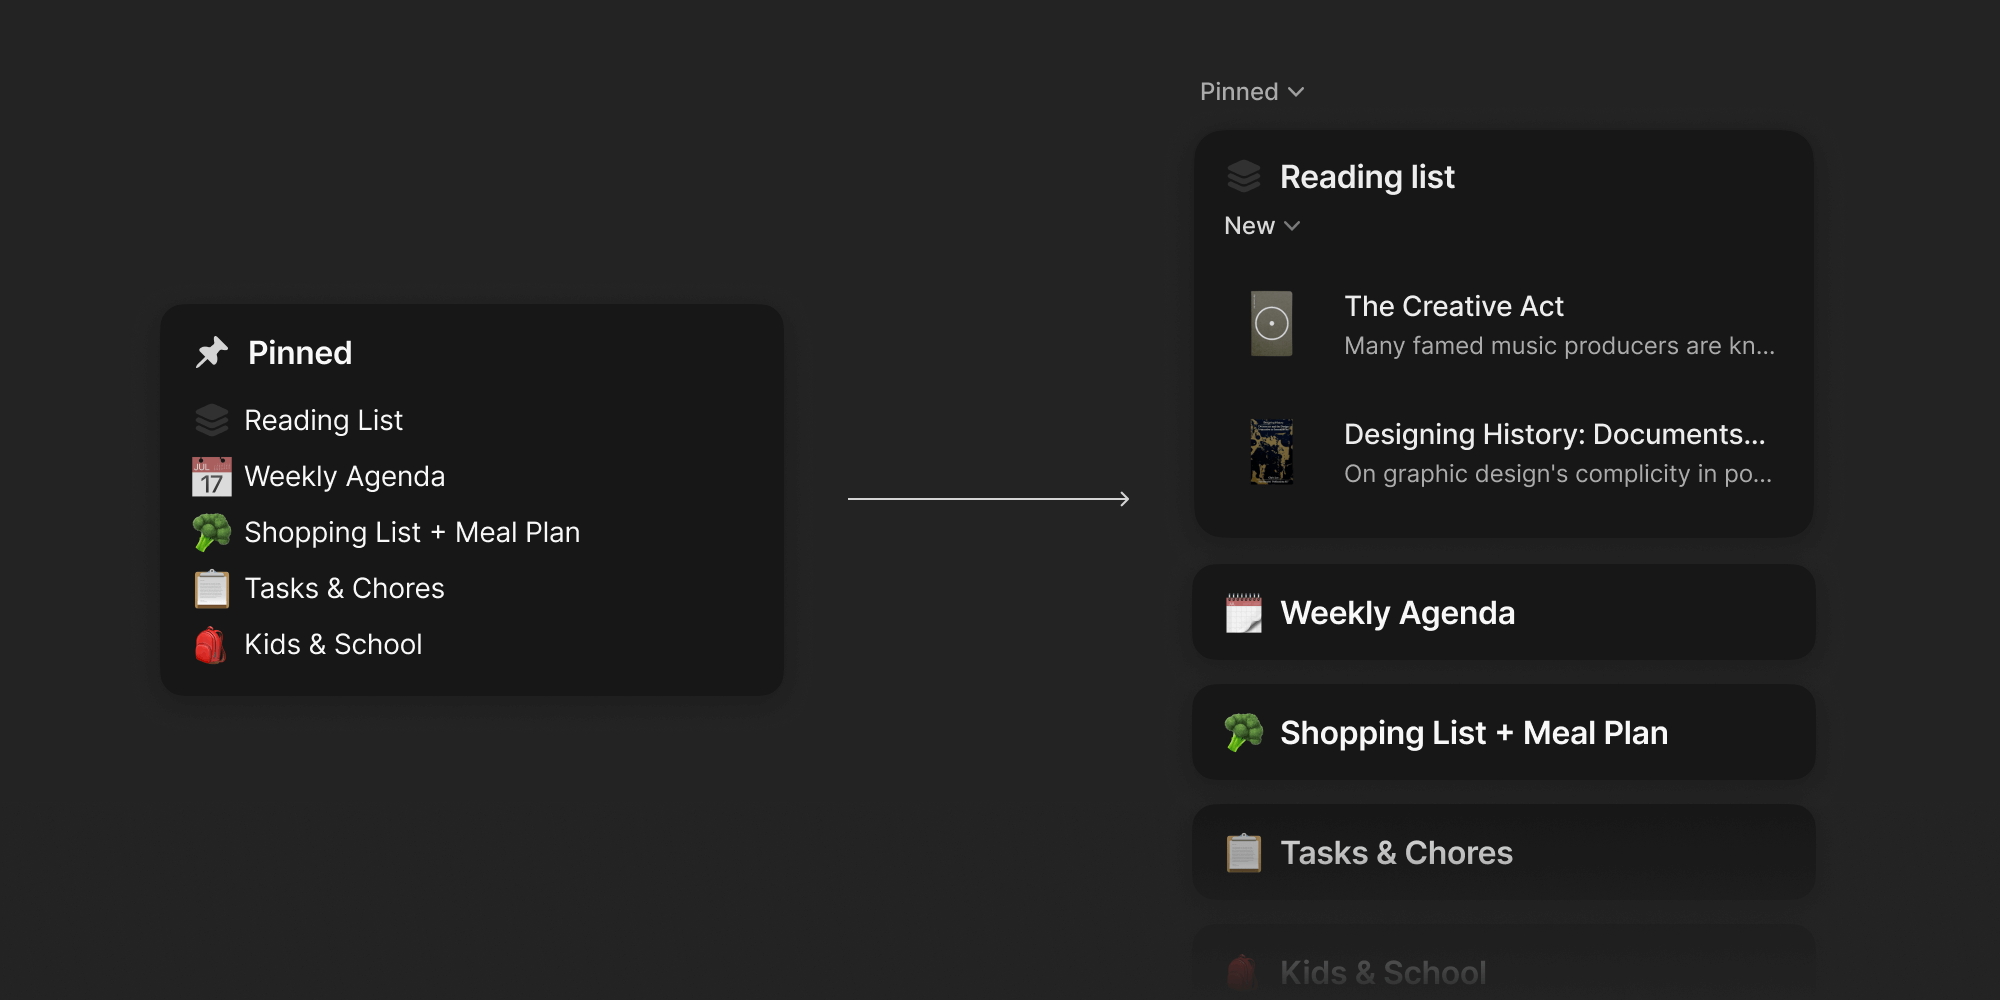 Pinned
Reading List
JUL
17
Weekly Agenda
Shopping List + Meal Plan
Tasks & Chores
Kids & School
Pinned
Reading list
New
The Creative Act
Many famed music producers are kn...
Designing History: Documents...
On graphic design's complicity in po...
Weekly Agenda
Shopping List + Meal Plan
Tasks & Chores
Kids & School